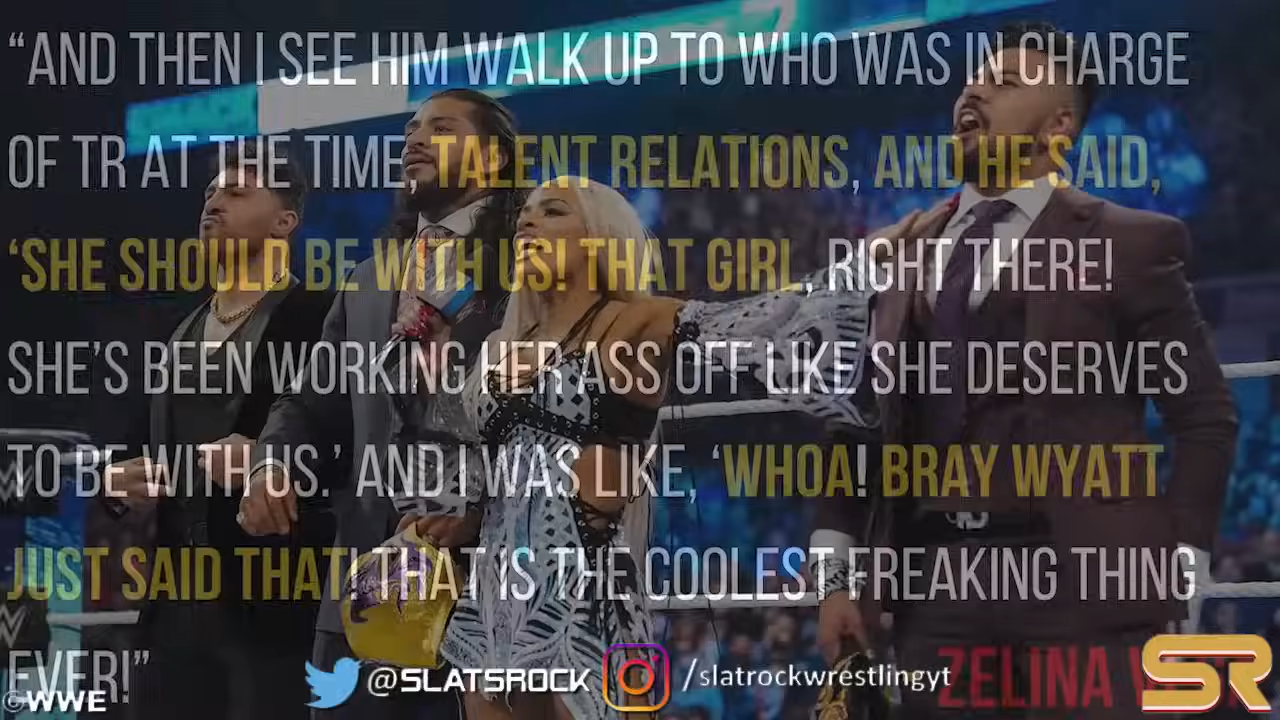 “AND THEN I SEE HIM WALK UP TO WHO WAS IN CHARGE
OF TR AT THE TIME, TALENT RELATIONS, AND HE SAID,
‘SHE SHOULD BE WITH US! THAT GIRL, RIGHT THERE!
SHE’S BEEN WORKING HER ASS OFF LIKE SHE DESERVES
TO BE WITH US.’ AND I WAS LIKE, ‘WHOA! BRAY WYATT
JUST SAID THAT! THAT IS THE COOLEST FREAKING THING
EVER!”
ZELINA
©WWE
@SLATSROCK
/slatrockwrestlingyt
SR